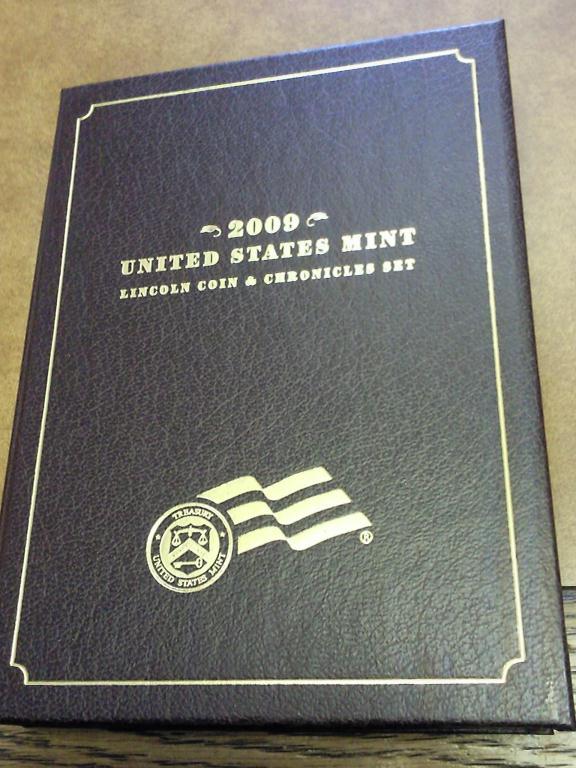 2009
UNITED STATES MINT
LINCOLN COIN & CHRONICLES SET
TREASURY
UNITED STATES MINT
®